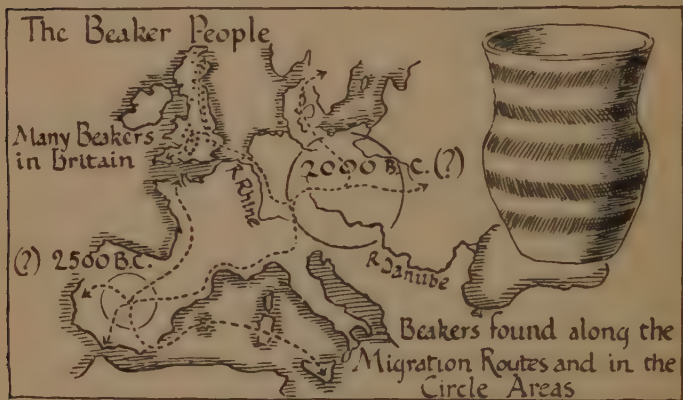 The Beaker People
Many Beakers
in Britain
2000 B.C. (?)
R. Rhine
(?) 2500 B.C.
R. Danube
Beakers found along the
Migration Routes and in the
Circle Areas